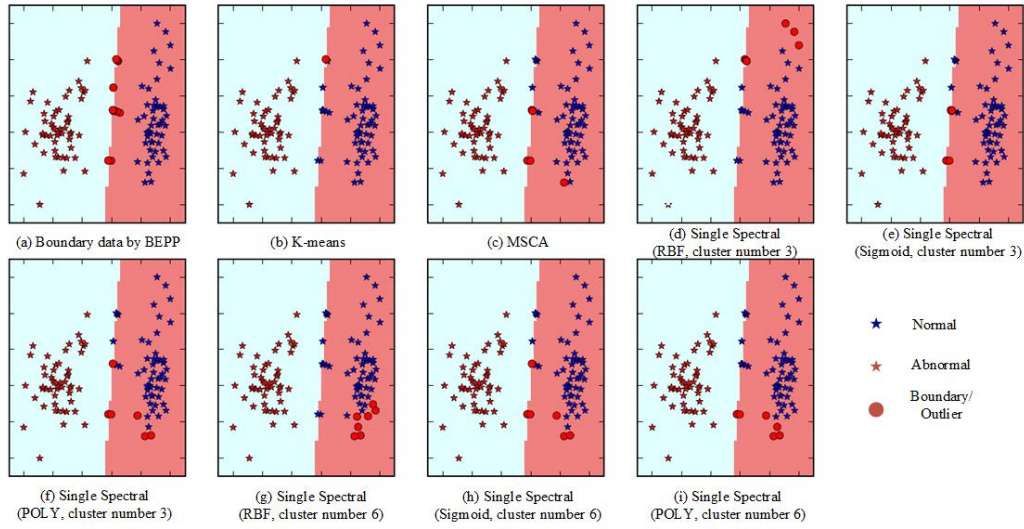 (a) Boundary data by BEPP
(b) K-means
(c) MSCA
(d) Single Spectral
(RBF, cluster number 3)
(e) Single Spectral
(Sigmoid, cluster number 3)
(f) Single Spectral
(POLY, cluster number 3)
(g) Single Spectral
(RBF, cluster number 6)
(h) Single Spectral
(Sigmoid, cluster number 6)
(i) Single Spectral
(POLY, cluster number 6)
Normal
Abnormal
Boundary/
Outlier